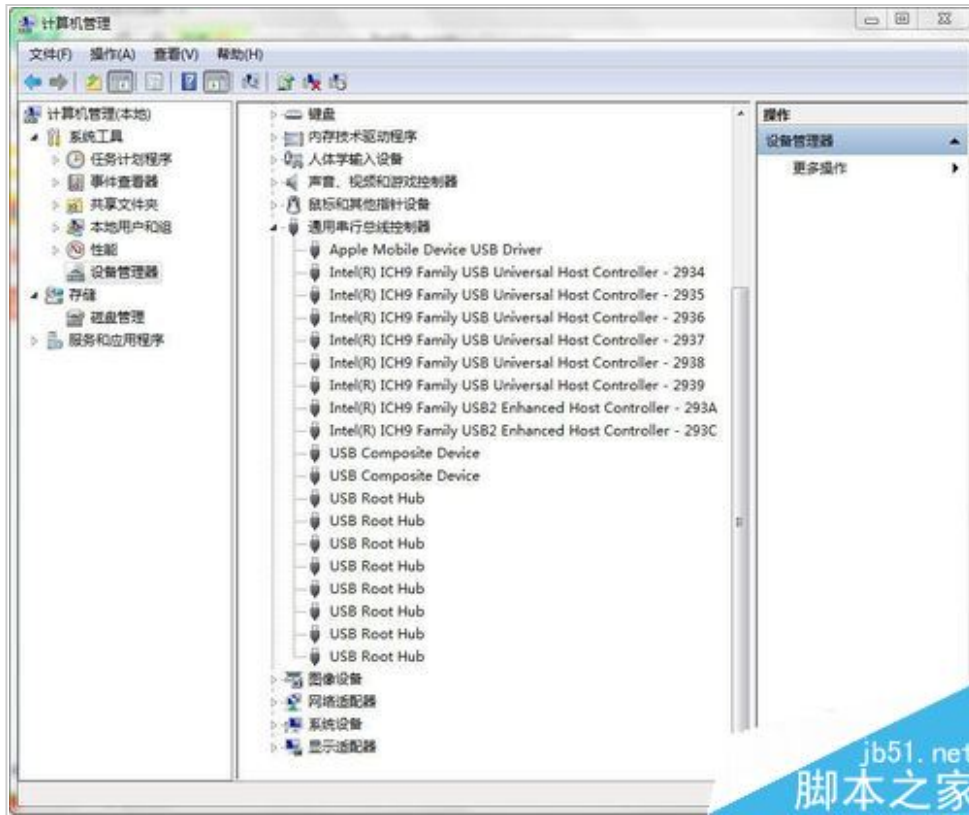 计算机管理
文件(F) 操作(A) 查看(V) 帮助(H)
计算机管理(本地)
系统工具
任务计划程序
事件查看器
共享文件夹
本地用户和组
性能
设备管理器
存储
磁盘管理
服务和应用程序
键盘
内存技术驱动程序
人体学输入设备
声音、视频和游戏控制器
鼠标和其他指针设备
通用串行总线控制器
Apple Mobile Device USB Driver
Intel(R) ICH9 Family USB Universal Host Controller - 2934
Intel(R) ICH9 Family USB Universal Host Controller - 2935
Intel(R) ICH9 Family USB Universal Host Controller - 2936
Intel(R) ICH9 Family USB Universal Host Controller - 2937
Intel(R) ICH9 Family USB Universal Host Controller - 2938
Intel(R) ICH9 Family USB Universal Host Controller - 2939
Intel(R) ICH9 Family USB2 Enhanced Host Controller - 293A
Intel(R) ICH9 Family USB2 Enhanced Host Controller - 293C
USB Composite Device
USB Composite Device
USB Root Hub
USB Root Hub
USB Root Hub
USB Root Hub
USB Root Hub
USB Root Hub
USB Root Hub
USB Root Hub
图像设备
网络适配器
系统设备
显示适配器
操作
设备管理器
更多操作
jb51.net
脚本之家